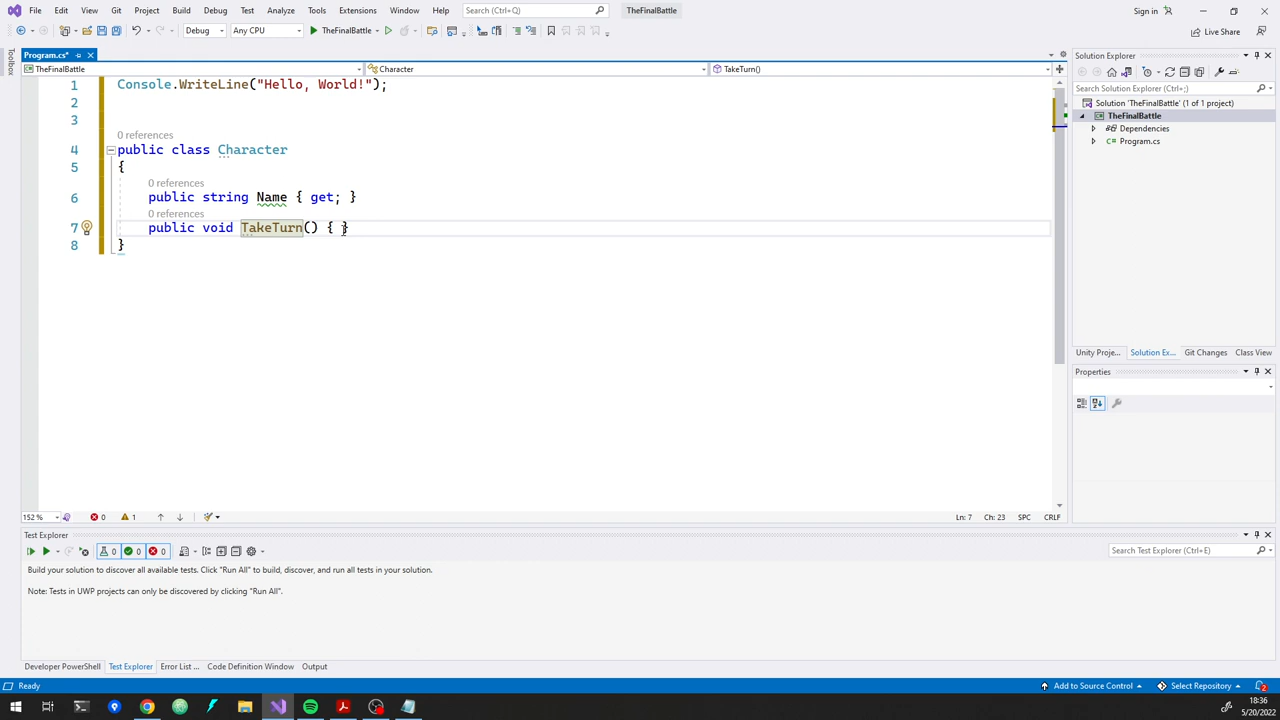 File Edit View Git Project Build Debug Test Analyze Tools Extensions Window Help Search (Ctrl+Q) TheFinalBattle Sign in
Debug Any CPU TheFinalBattle Live Share
Program.cs* Solution Explorer
TheFinalBattle Character TakeTurn()
Toolbox
Search Solution Explorer (Ctrl+;)
Solution 'TheFinalBattle' (1 of 1 project)
TheFinalBattle
Dependencies
Program.cs
1 Console.WriteLine("Hello, World!");
2
3
0 references
4 public class Character
5 {
0 references
6 public string Name { get; }
0 references
7 public void TakeTurn() { }
8 }
Unity Proje... Solution Ex... Git Changes Class View
Properties
152 % 0 1 Ln: 7 Ch: 23 SPC CRLF
Test Explorer
0 0 0 Search Test Explorer (Ctrl+E)
Build your solution to discover all available tests. Click "Run All" to build, discover, and run all tests in your solution.
Note: Tests in UWP projects can only be discovered by clicking "Run All".
Developer PowerShell Test Explorer Error List ... Code Definition Window Output
Ready Add to Source Control Select Repository 2
18:36
5/20/2022